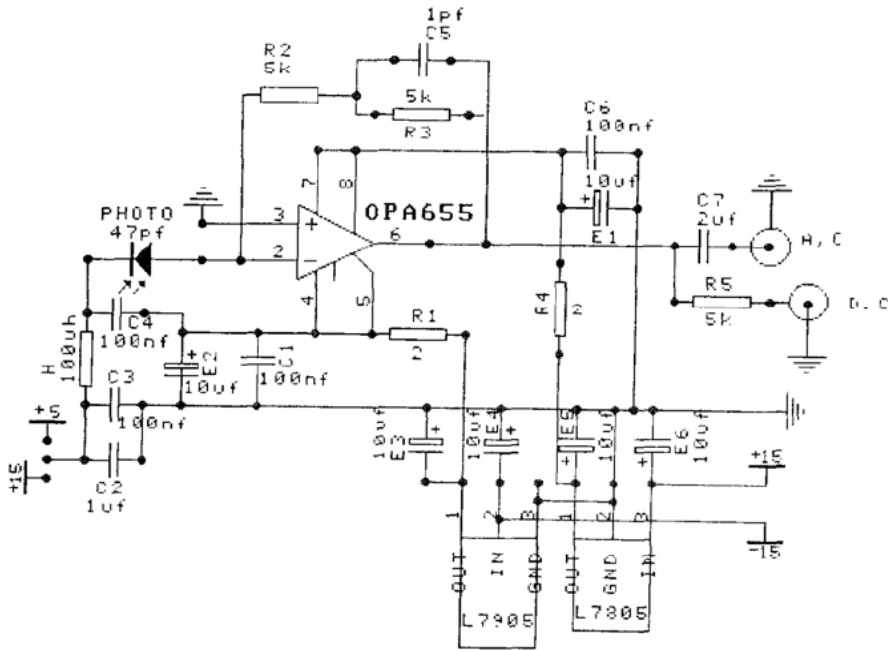 1pf
C5
R2
5k
5k
R3
C6
100nf
10uf
E1
C7
2uf
A,C
PHOTO
47pf
OPA655
7
8
3
2
6
4
5
1
+
-
+
R5
5k
D.C
R4
2
R1
2
C4
100nf
H
100uh
E2
+
10uf
C1
100nf
C3
100nf
+5
+15
C2
1uf
10uf
E3
+
10uf
E4
+
E5
+
10uf
E6
+
10uf
+15
-15
1
2
3
1
2
3
OUT
IN
GND
OUT
GND
IN
L7905
L7805